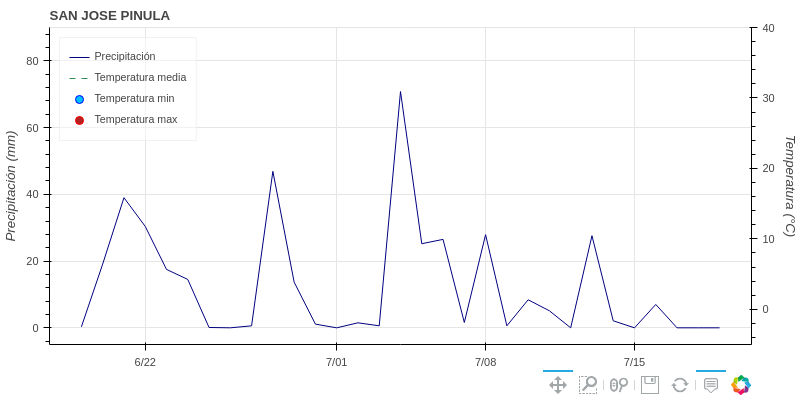 SAN JOSE PINULA
Precipitación
Temperatura media
Temperatura min
Temperatura max
Precipitación (mm)
80
60
40
20
0
Temperatura (°C)
40
30
20
10
0
6/22
7/01
7/08
7/15